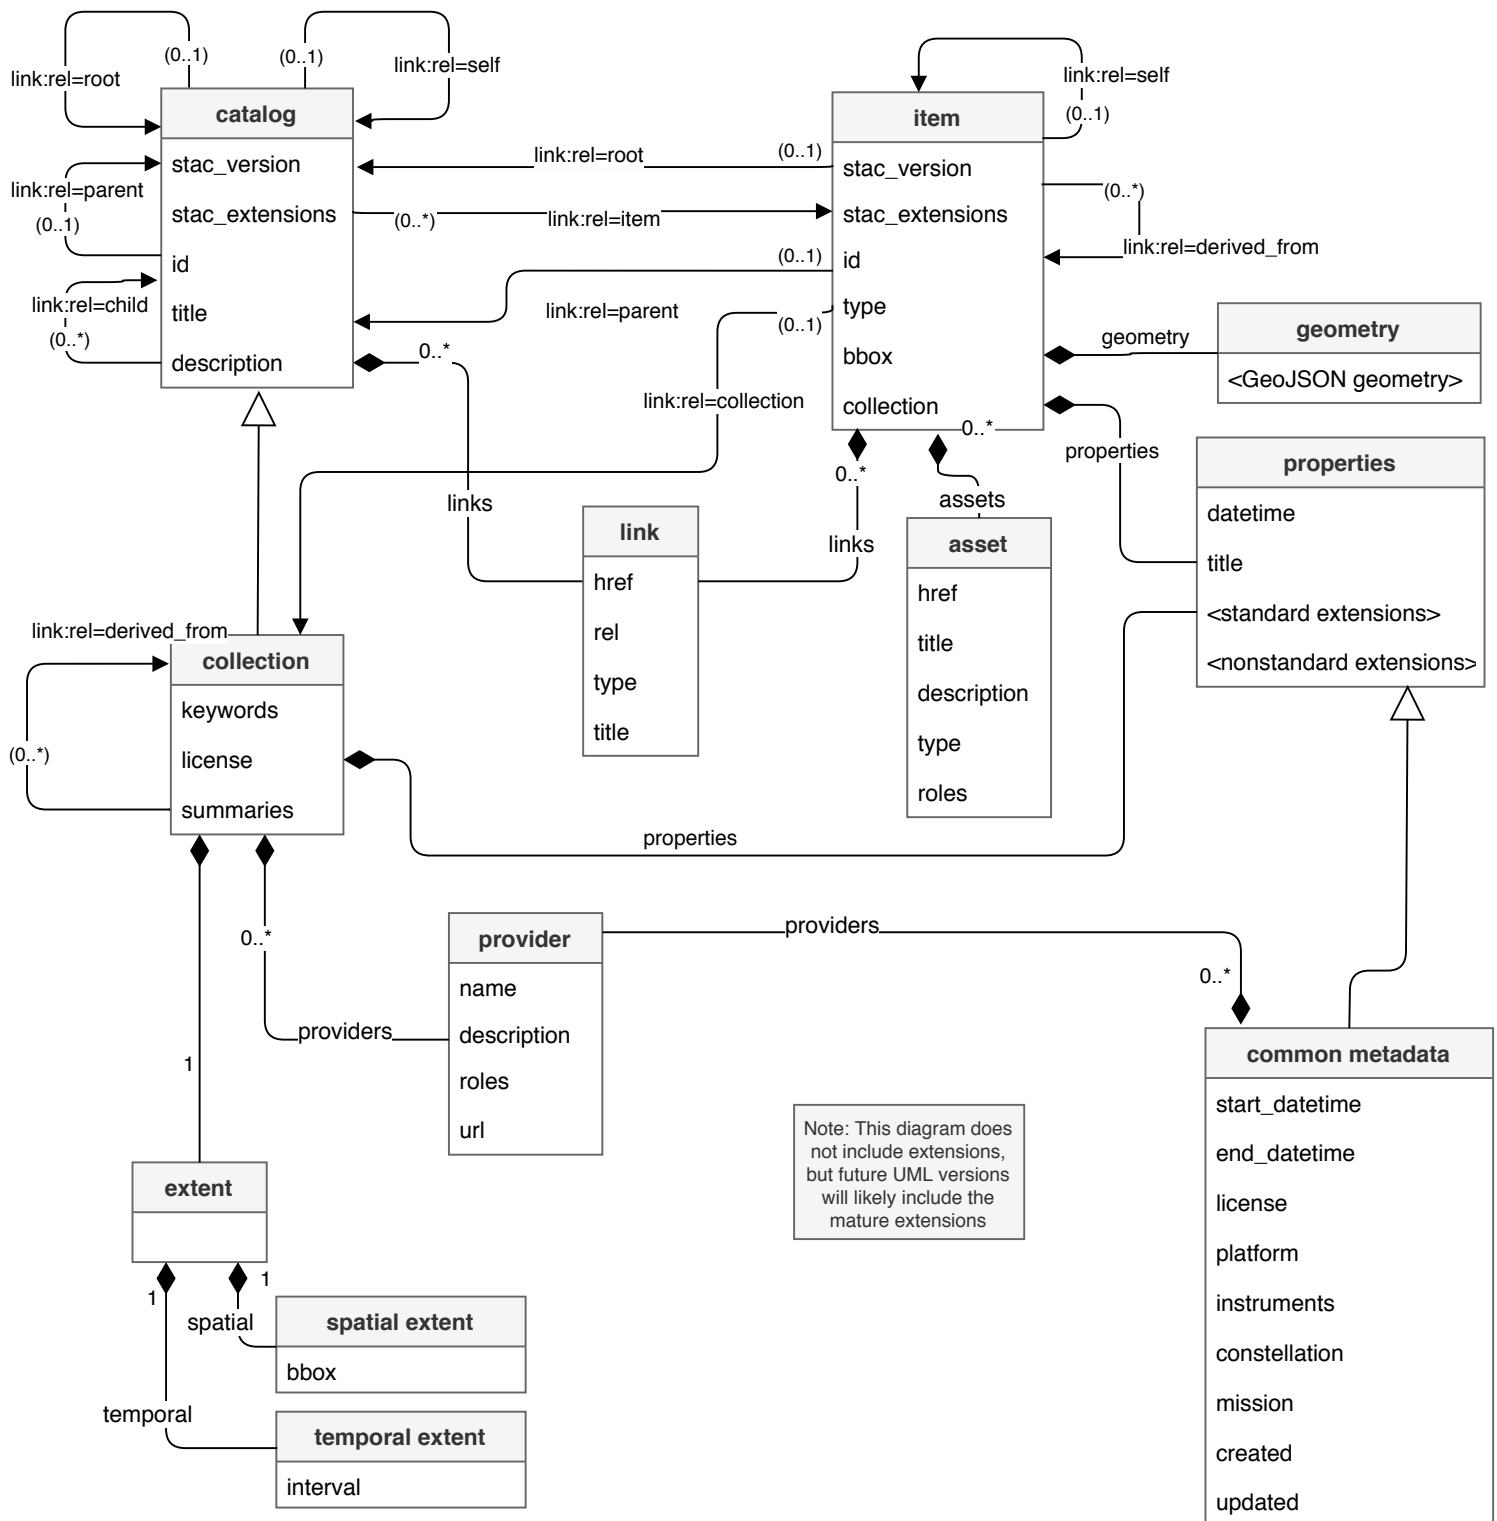 (0..1)
(0..1)
link:rel=root
link:rel=self
catalog
stac_version
stac_extensions
id
title
description
link:rel=parent
(0..1)
link:rel=child
(0..*)
link:rel=self
(0..1)
item
stac_version
stac_extensions
id
type
bbox
collection
link:rel=root
(0..1)
(0..*)
link:rel=item
(0..1)
link:rel=parent
(0..1)
link:rel=collection
(0..*)
link:rel=derived_from
geometry
geometry
<GeoJSON geometry>
properties
properties
datetime
title
<standard extensions>
<nonstandard extensions>
0..*
links
0..*
links
0..*
assets
link
href
rel
type
title
asset
href
title
description
type
roles
link:rel=derived_from
(0..*)
collection
keywords
license
summaries
properties
0..*
providers
provider
name
description
roles
url
providers
0..*
1
extent
1
temporal
1
spatial
spatial extent
bbox
temporal extent
interval
Note: This diagram does
not include extensions,
but future UML versions
will likely include the
mature extensions
common metadata
start_datetime
end_datetime
license
platform
instruments
constellation
mission
created
updated